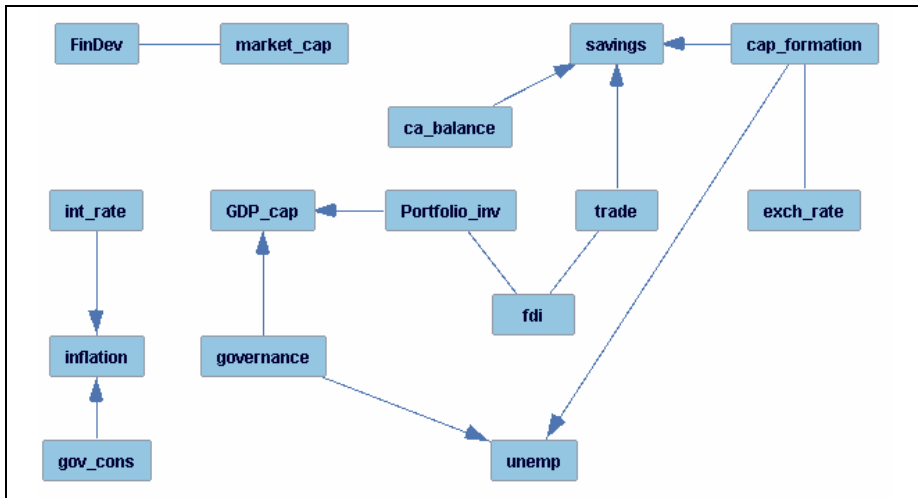 FinDev
market_cap
savings
cap_formation
ca_balance
int_rate
GDP_cap
Portfolio_inv
trade
exch_rate
fdi
inflation
governance
gov_cons
unemp